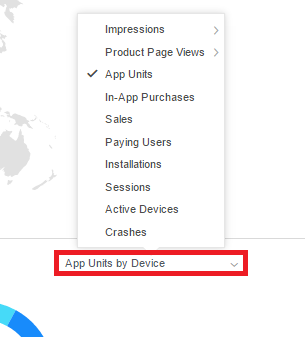 Impressions
Product Page Views
App Units
In-App Purchases
Sales
Paying Users
Installations
Sessions
Active Devices
Crashes
App Units by Device